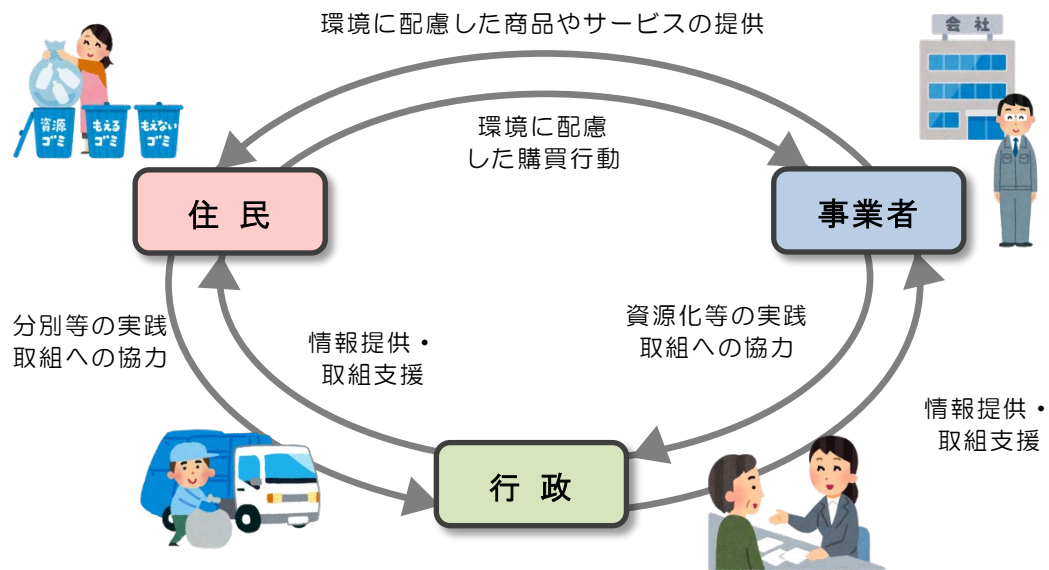 環境に配慮した商品やサービスの提供
会 社
資源
ゴミ
もえる
ゴミ
もえない
ゴミ
環境に配慮
した購買行動
住 民
事業者
分別等の実践
取組への協力
情報提供・
取組支援
資源化等の実践
取組への協力
情報提供・
取組支援
行 政